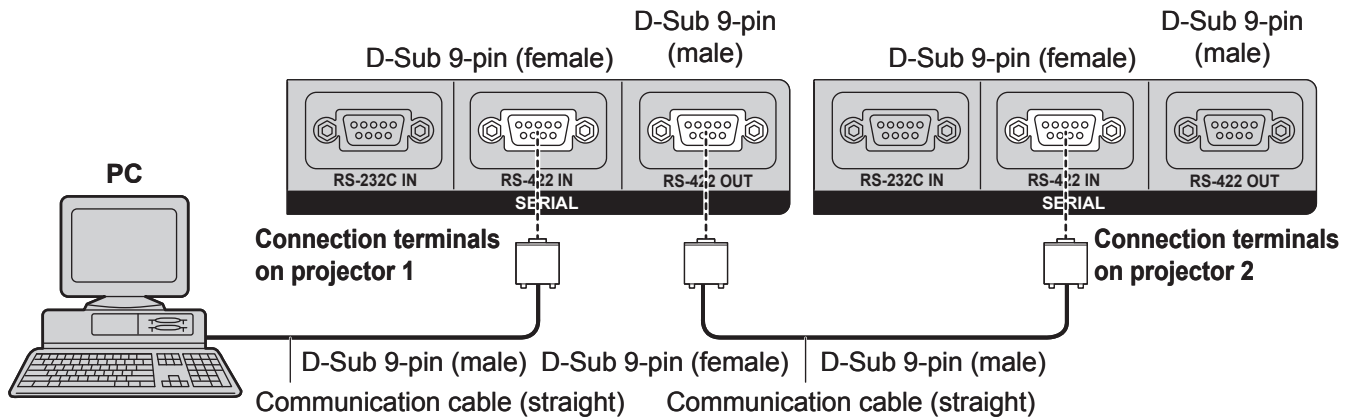 D-Sub 9-pin (female)
D-Sub 9-pin
(male)
D-Sub 9-pin (female)
D-Sub 9-pin
(male)
RS-232C IN
RS-422 IN
RS-422 OUT
SERIAL
RS-232C IN
RS-422 IN
RS-422 OUT
SERIAL
PC
Connection terminals
on projector 1
Connection terminals
on projector 2
D-Sub 9-pin (male)
D-Sub 9-pin (female)
D-Sub 9-pin (male)
Communication cable (straight)
Communication cable (straight)